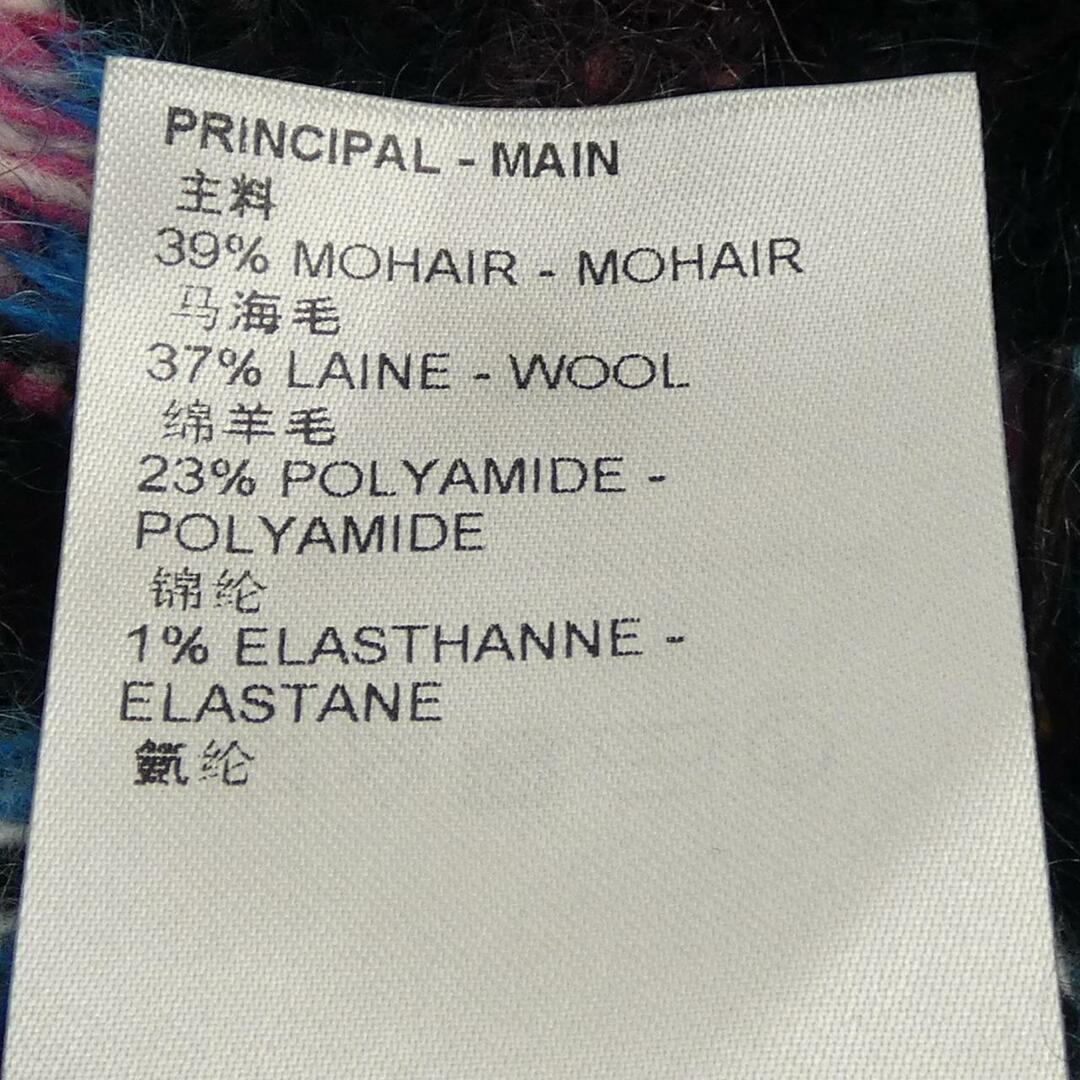 PRINCIPAL - MAIN
主料
39% MOHAIR - MOHAIR
马海毛
37% LAINE - WOOL
绵羊毛
23% POLYAMIDE -
POLYAMIDE
锦纶
1% ELASTHANNE -
ELASTANE
氨纶